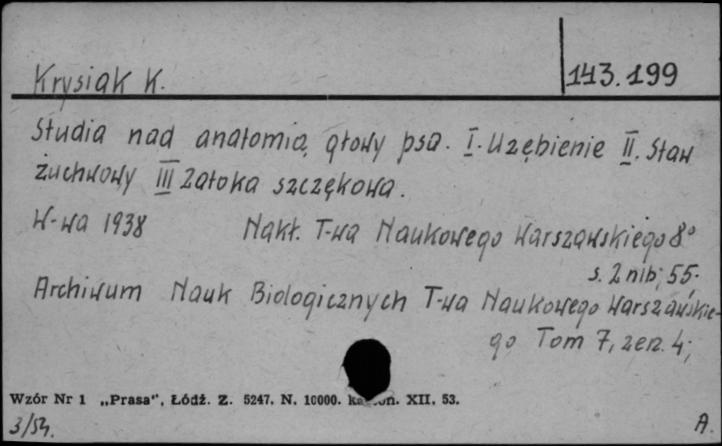 Krysiak K.
143.199
Studia nad anatomią głowy psa. I. Uzębienie II. Staw
żuchwowy III Zatoka szczękowa.
W-wa 1938 Nakł. T-wa Naukowego Warszawskiego 8°
s. 2 nlb; 55.
Archiwum Nauk Biologicznych T-wa Naukowego Warszawskie-
go Tom 7, zesz. 4;
Wzór Nr 1 „Prasa", Łódź. Z. 5247. N. 10000. XII. 53.
3/54. A.